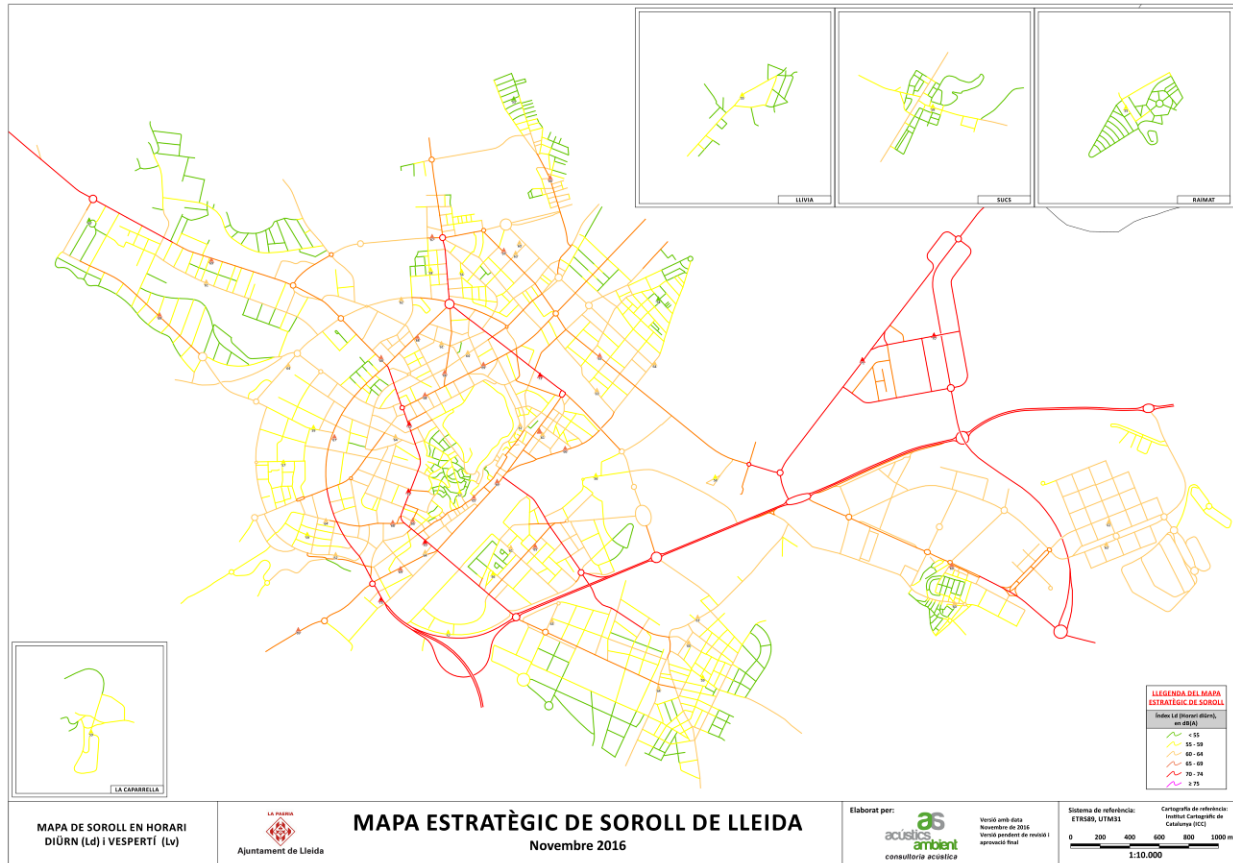 LLÍVIA
SUCS
RAIMAT
LA CAPARRELLA
LLEGENDA DEL MAPA
ESTRATÈGIC DE SOROLL
Índex Ld (Horari diürn),
en dB(A)
< 55
55 - 59
60 - 64
65 - 69
70 - 74
≥ 75
MAPA DE SOROLL EN HORARI
DIÜRN (Ld) i VESPERTÍ (Lv)
LA PAERIA
Ajuntament de Lleida
MAPA ESTRATÈGIC DE SOROLL DE LLEIDA
Novembre 2016
Elaborat per:
as
acústics
ambient
consultoria acústica
Versió amb data
Novembre de 2016
Versió pendent de revisió i
aprovació final
Sistema de referència:
ETRS89, UTM31
Cartografia de referència:
Institut Cartogràfic de
Catalunya (ICC)
0 200 400 600 800 1000 m
1:10.000